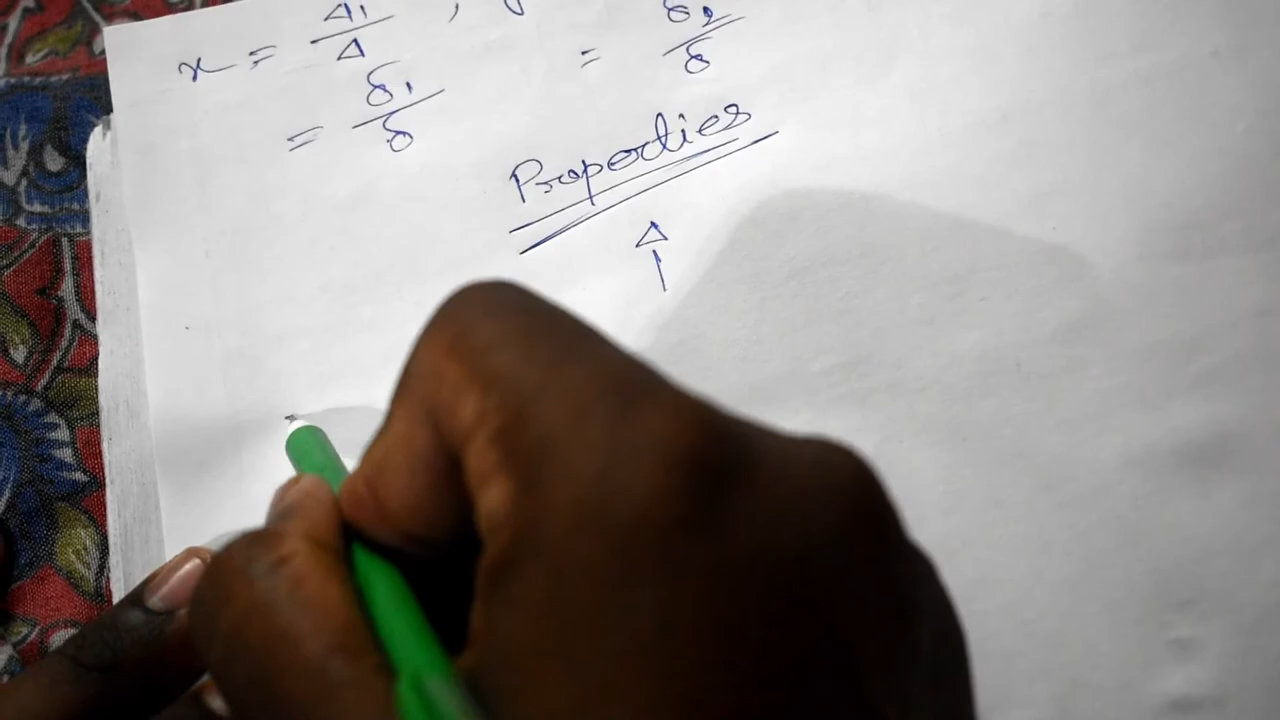 x = Δ1/Δ ,
= δ2/δ
= δ1/δ
Properties
Δ